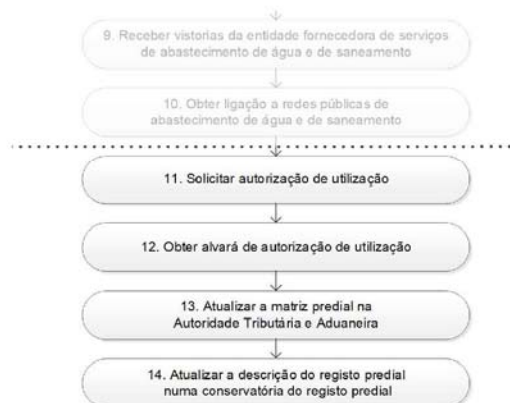 9. Receber vistorias da entidade fornecedora de serviços
de abastecimento de água e de saneamento
10. Obter ligação a redes públicas de
abastecimento de água e de saneamento
11. Solicitar autorização de utilização
12. Obter alvará de autorização de utilização
13. Atualizar a matriz predial na
Autoridade Tributária e Aduaneira
14. Atualizar a descrição do registo predial
numa conservatória do registo predial